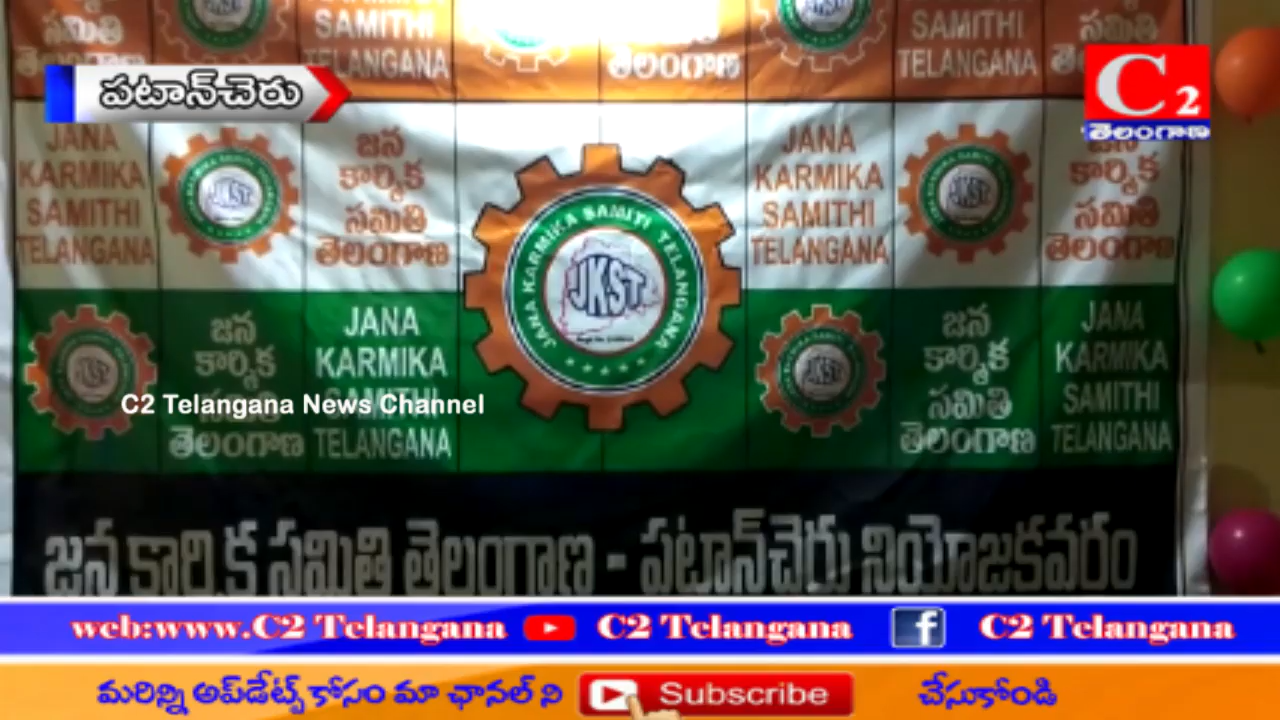 సమితి
SAMITHI
TELANGANA
తెలంగాణ
SAMITHI
TELANGANA
సమితి
పటాన్‌చెరు
C2
తెలంగాణ
JANA
KARMIKA
SAMITHI
TELANGANA
JKST
జన
కార్మిక
సమితి
తెలంగాణ
JANA KARMIKA SAMITI TELANGANA
JKST
JANA
KARMIKA
SAMITHI
TELANGANA
JKST
జన
కార్మిక
సమితి
తెలంగాణ
JKST
జన
కార్మిక
సమితి
తెలంగాణ
JANA
KARMIKA
SAMITHI
TELANGANA
JKST
జన
కార్మిక
సమితి
తెలంగాణ
JANA
KARMIKA
SAMITHI
TELANGANA
C2 Telangana News Channel
జన కార్మిక సమితి తెలంగాణ - పటాన్‌చెరు నియోజకవరం
web:www.C2 Telangana C2 Telangana f C2 Telangana
మరిన్ని అప్‌డేట్స్ కోసం మా ఛానల్ ని Subscribe చేసుకోండి